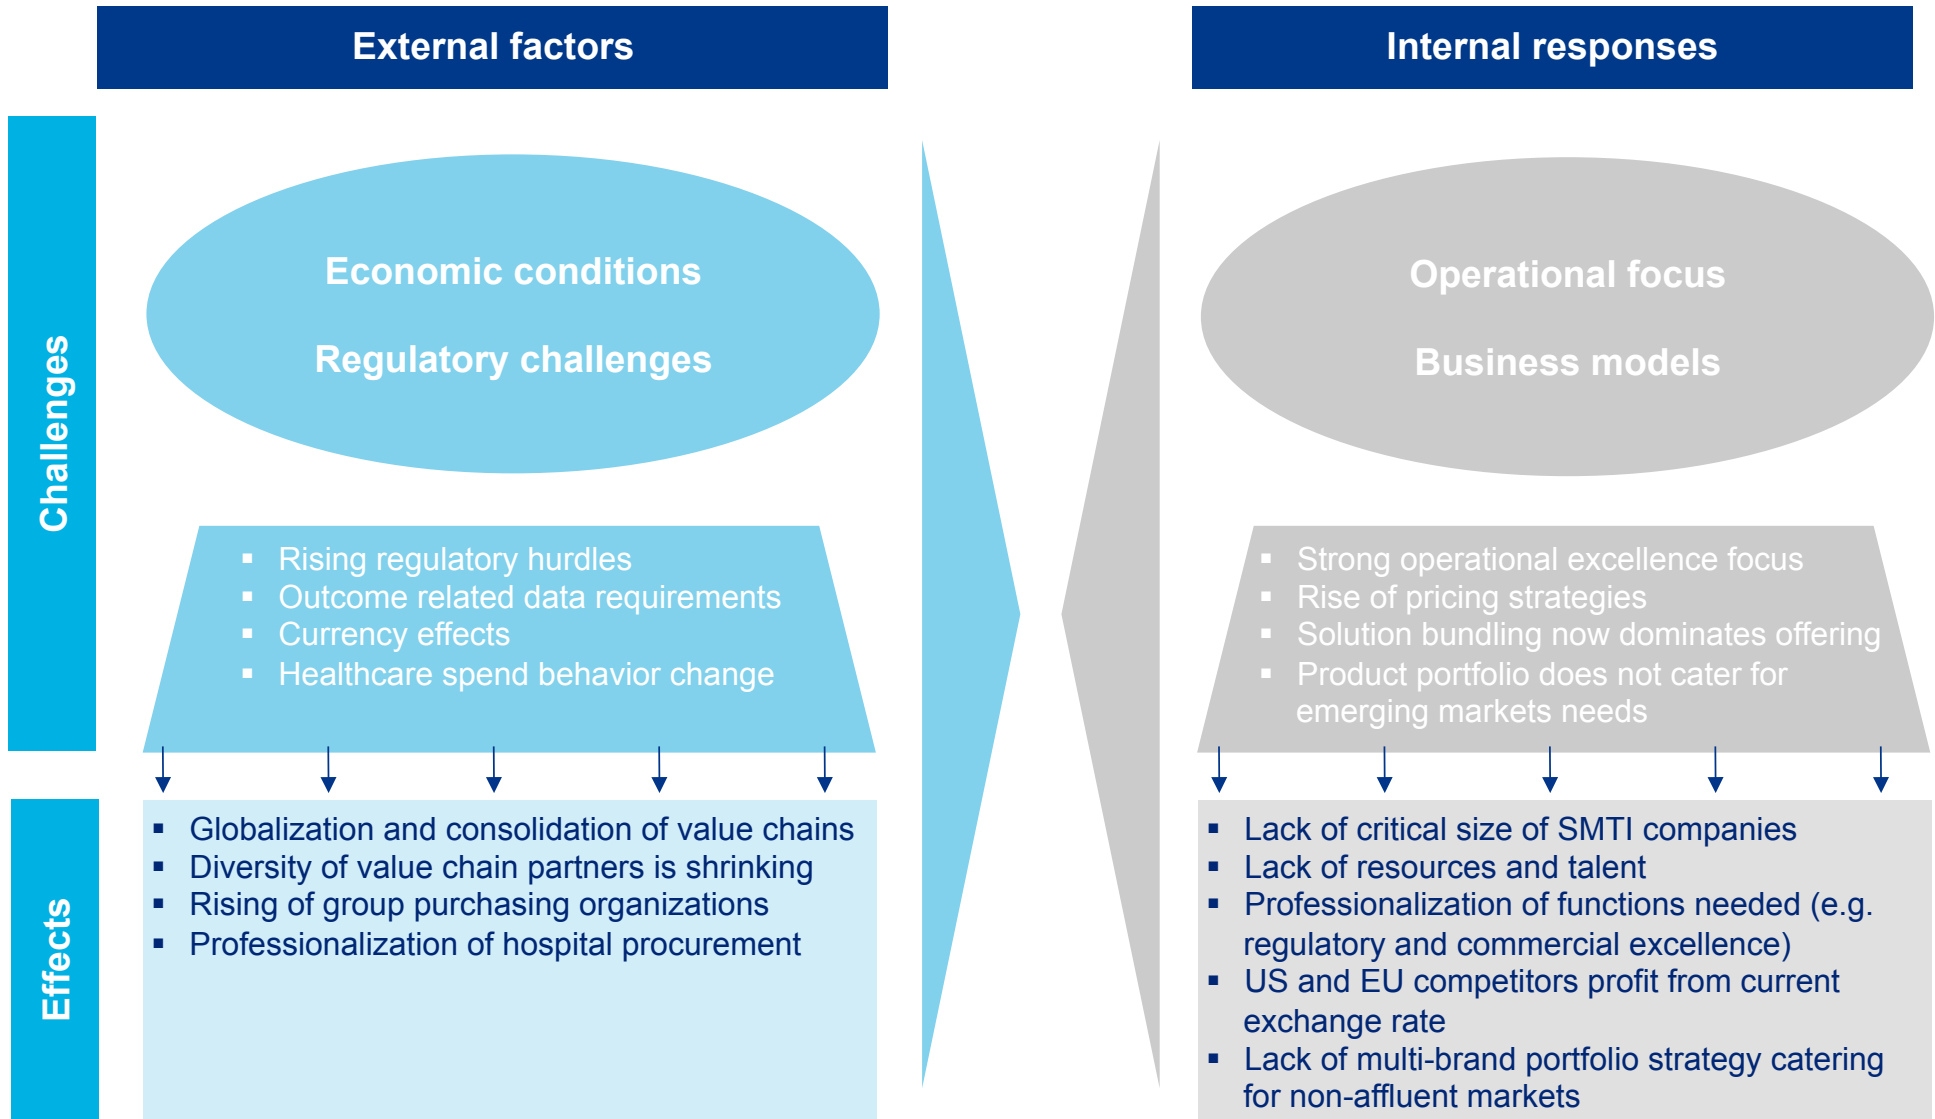 External factors
Internal responses
Challenges
Economic conditions
Regulatory challenges
▪ Rising regulatory hurdles
▪ Outcome related data requirements
▪ Currency effects
▪ Healthcare spend behavior change
Operational focus
Business models
▪ Strong operational excellence focus
▪ Rise of pricing strategies
▪ Solution bundling now dominates offering
▪ Product portfolio does not cater for
emerging markets needs
Effects
▪ Globalization and consolidation of value chains
▪ Diversity of value chain partners is shrinking
▪ Rising of group purchasing organizations
▪ Professionalization of hospital procurement
▪ Lack of critical size of SMTI companies
▪ Lack of resources and talent
▪ Professionalization of functions needed (e.g.
regulatory and commercial excellence)
▪ US and EU competitors profit from current
exchange rate
▪ Lack of multi-brand portfolio strategy catering
for non-affluent markets